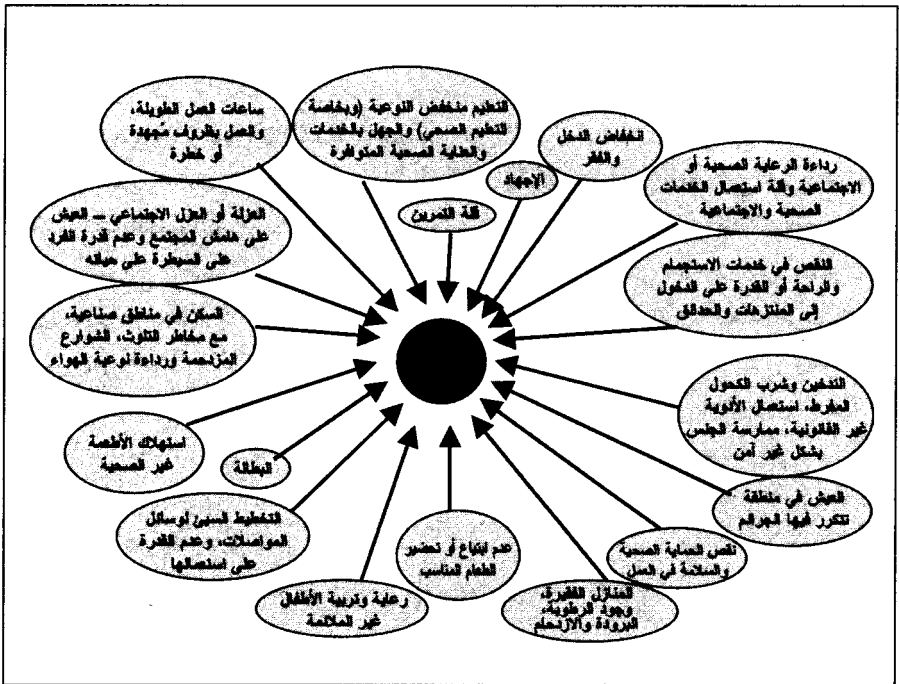 انخفاض الدخل
والفقر
رداءة الرعاية الصحية أو
الاجتماعية وقلة استعمال الخدمات
الصحية والاجتماعية
النقص في خدمات الاستجمام
والراحة أو القدرة على الدخول
إلى المنتزهات والحدائق
التدخين وشرب الكحول
المفرط، استعمال الأدوية
غير القانونية، ممارسة الجنس
بشكل غير آمن
العيش في منطقة
تتكرر فيها الجرائم
نقص الحماية الصحية
والسلامة في العمل
المنازل الفقيرة،
وجود الرطوبة،
البرودة والازدحام
عدم ابتياع أو تحضير
الطعام المناسب
رعاية وتربية الأطفال
غير الملائمة
التخطيط السيئ لوسائل
المواصلات، وعدم القدرة
على استعمالها
البطالة
استهلاك الأطعمة
غير الصحية
السكن في مناطق صناعية،
مع مخاطر التلوث، الشوارع
المزدحمة ورداءة نوعية الهواء
العزلة أو العزل الاجتماعي – العيش
على هامش المجتمع وعدم قدرة الفرد
على السيطرة على حياته
ساعات العمل الطويلة،
والعمل بظروف مُجهدة
أو خطرة
التعليم منخفض النوعية (وبخاصة
التعليم الصحي) والجهل بالخدمات
والعناية الصحية المتوافرة
قلة التمرين
الإجهاد